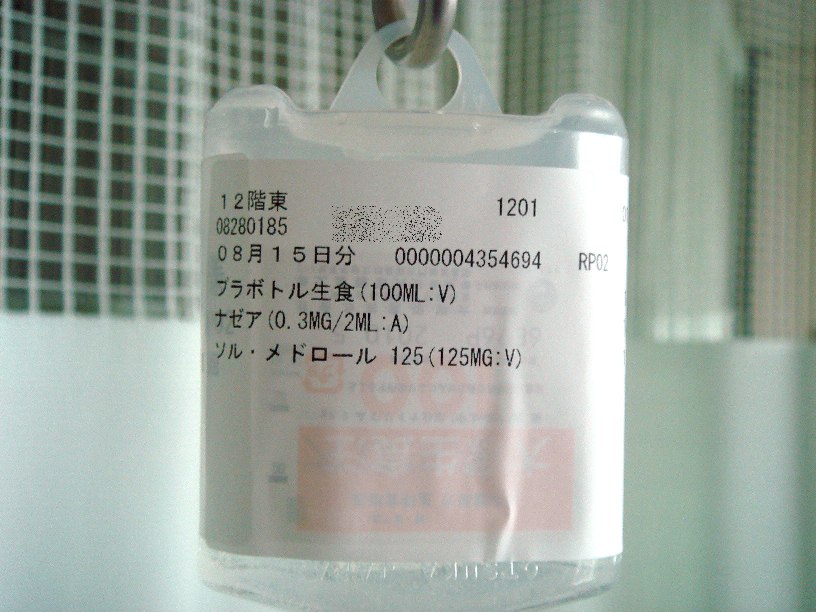 １２階東
1201
08280185
０８月１５日分 0000004354694 RP02
プラボトル生食(100ML:V)
ナゼア(0.3MG/2ML:A)
ソル・メドロール 125(125MG:V)